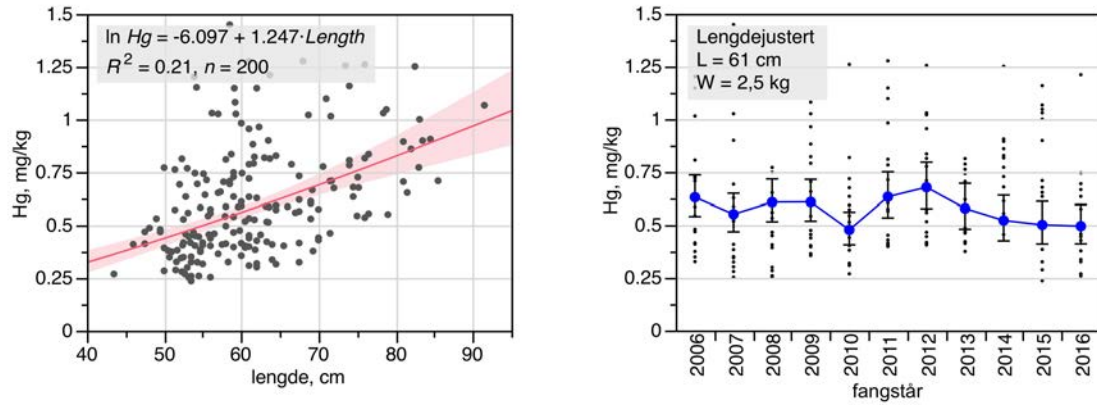 ln Hg = -6.097 + 1.247·Length
R² = 0.21, n = 200
Hg, mg/kg
1.5
1.25
1
0.75
0.5
0.25
0
40 50 60 70 80 90
lengde, cm
Lengdejustert
L = 61 cm
W = 2,5 kg
Hg, mg/kg
1.5
1.25
1
0.75
0.5
0.25
0
2006 2007 2008 2009 2010 2011 2012 2013 2014 2015 2016
fangstår